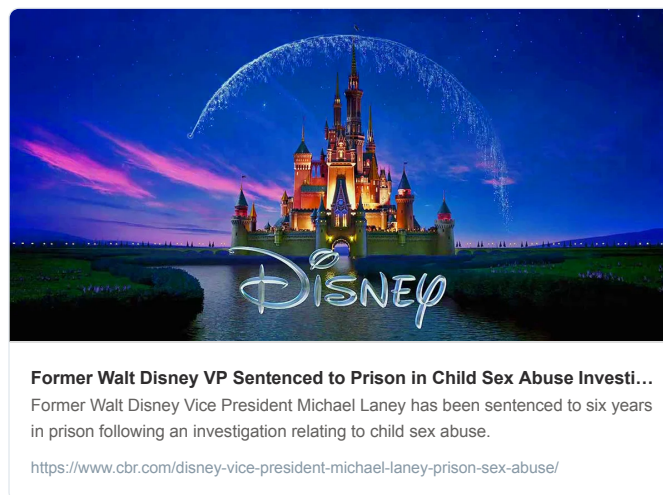 DISNEY
Former Walt Disney VP Sentenced to Prison in Child Sex Abuse Investi…
Former Walt Disney Vice President Michael Laney has been sentenced to six years
in prison following an investigation relating to child sex abuse.
https://www.cbr.com/disney-vice-president-michael-laney-prison-sex-abuse/